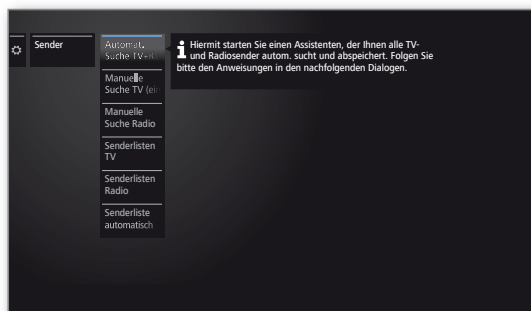 Sender
Automat.
Suche TV+R
Manuelle
Suche TV (ein
Manuelle
Suche Radio
Senderlisten
TV
Senderlisten
Radio
Senderliste
automatisch
Hiermit starten Sie einen Assistenten, der Ihnen alle TV-
und Radiosender autom. sucht und abspeichert. Folgen Sie
bitte den Anweisungen in den nachfolgenden Dialogen.